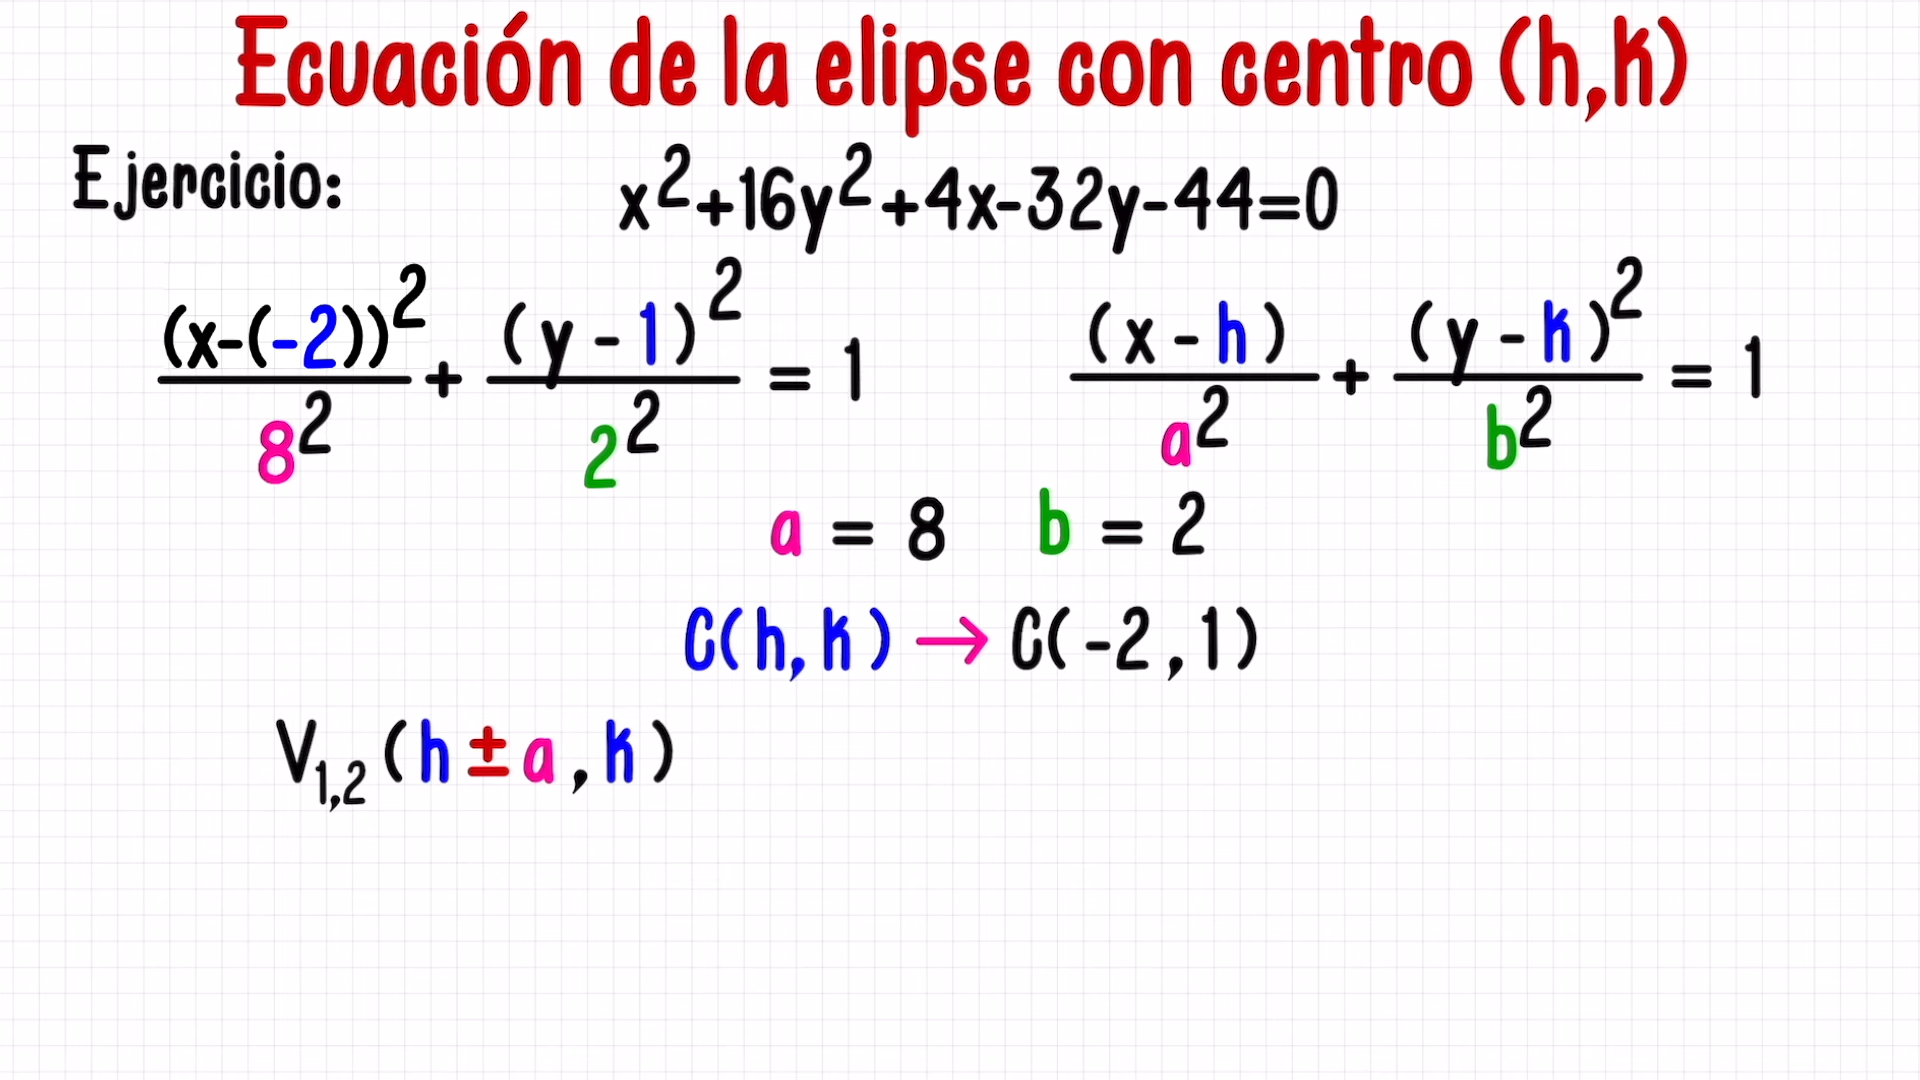 Ecuación de la elipse con centro (h,k)
Ejercicio: x²+16y²+4x-32y-44=0
(x-(-2))²/8² + (y-1)²/2² = 1    (x-h)/a² + (y-k)²/b² = 1
a = 8    b = 2
C(h,k) → C(-2,1)
V₁,₂(h±a,k)